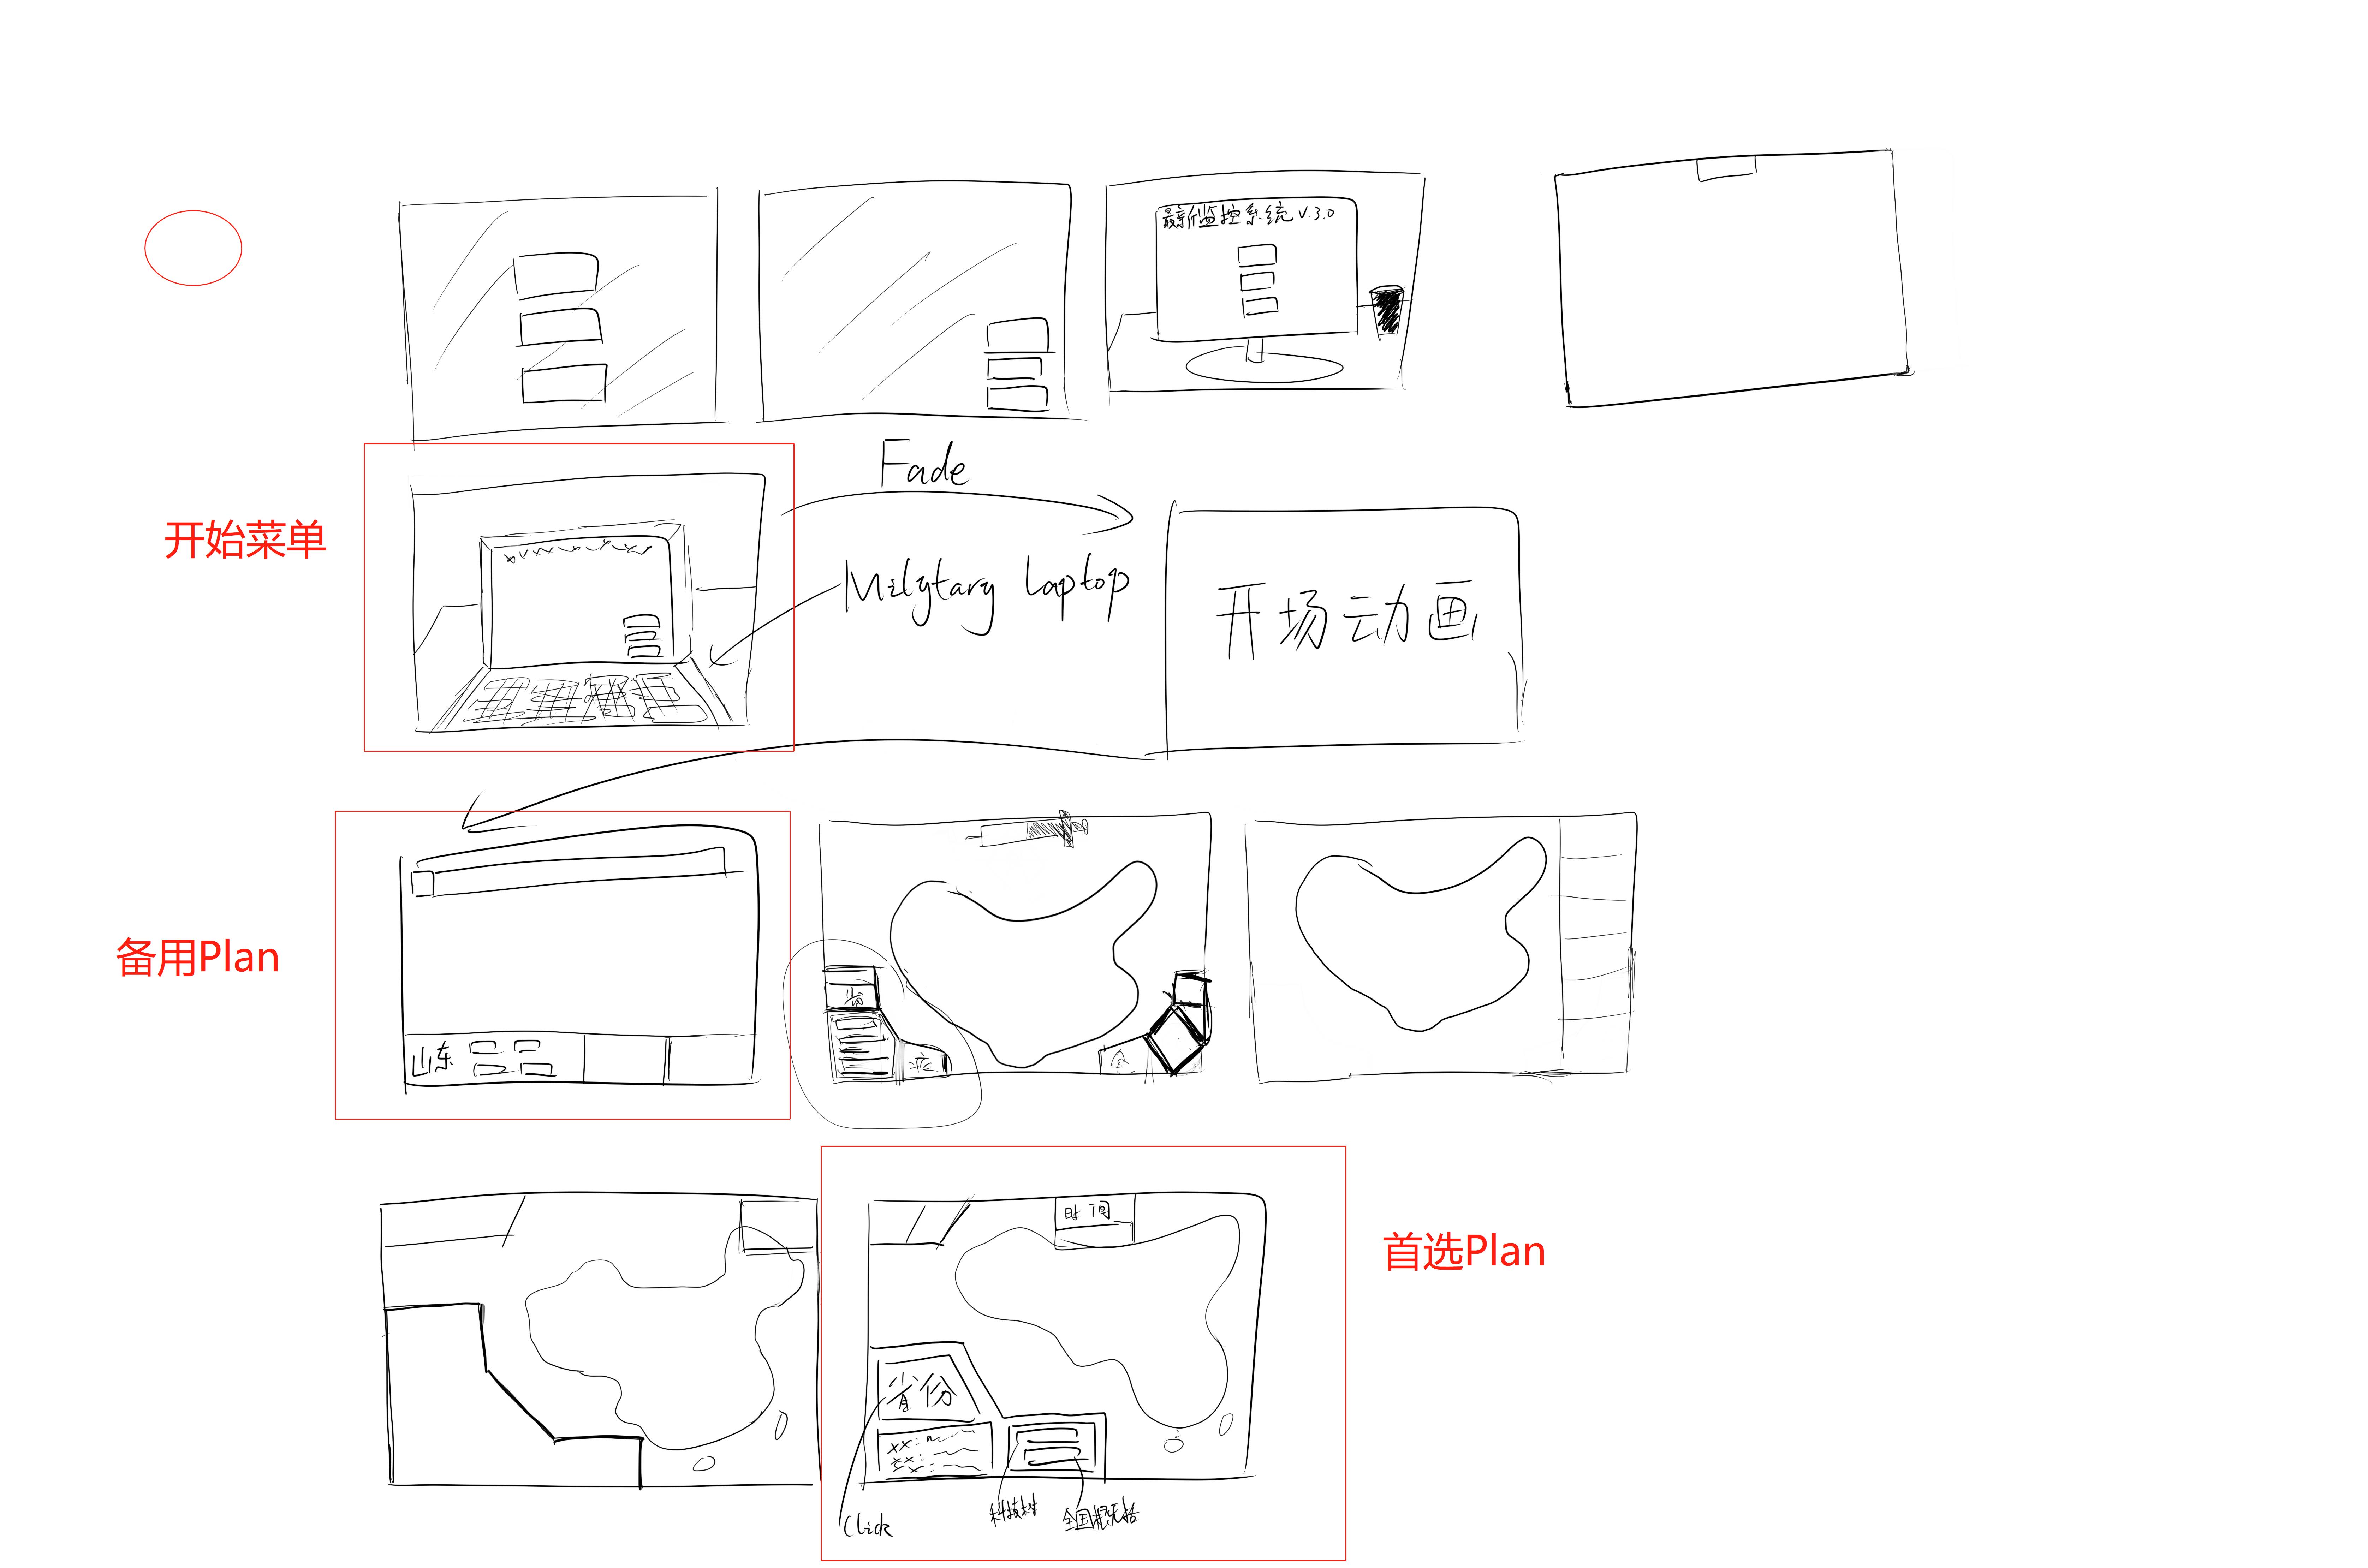 最新监控系统 V.3.0
Fade
开始菜单
Milytary Laptop
开场动画
备用Plan
山东
省
时间
首选Plan
省份
xx:
xx:
xx:
科技树
全国概括
Click